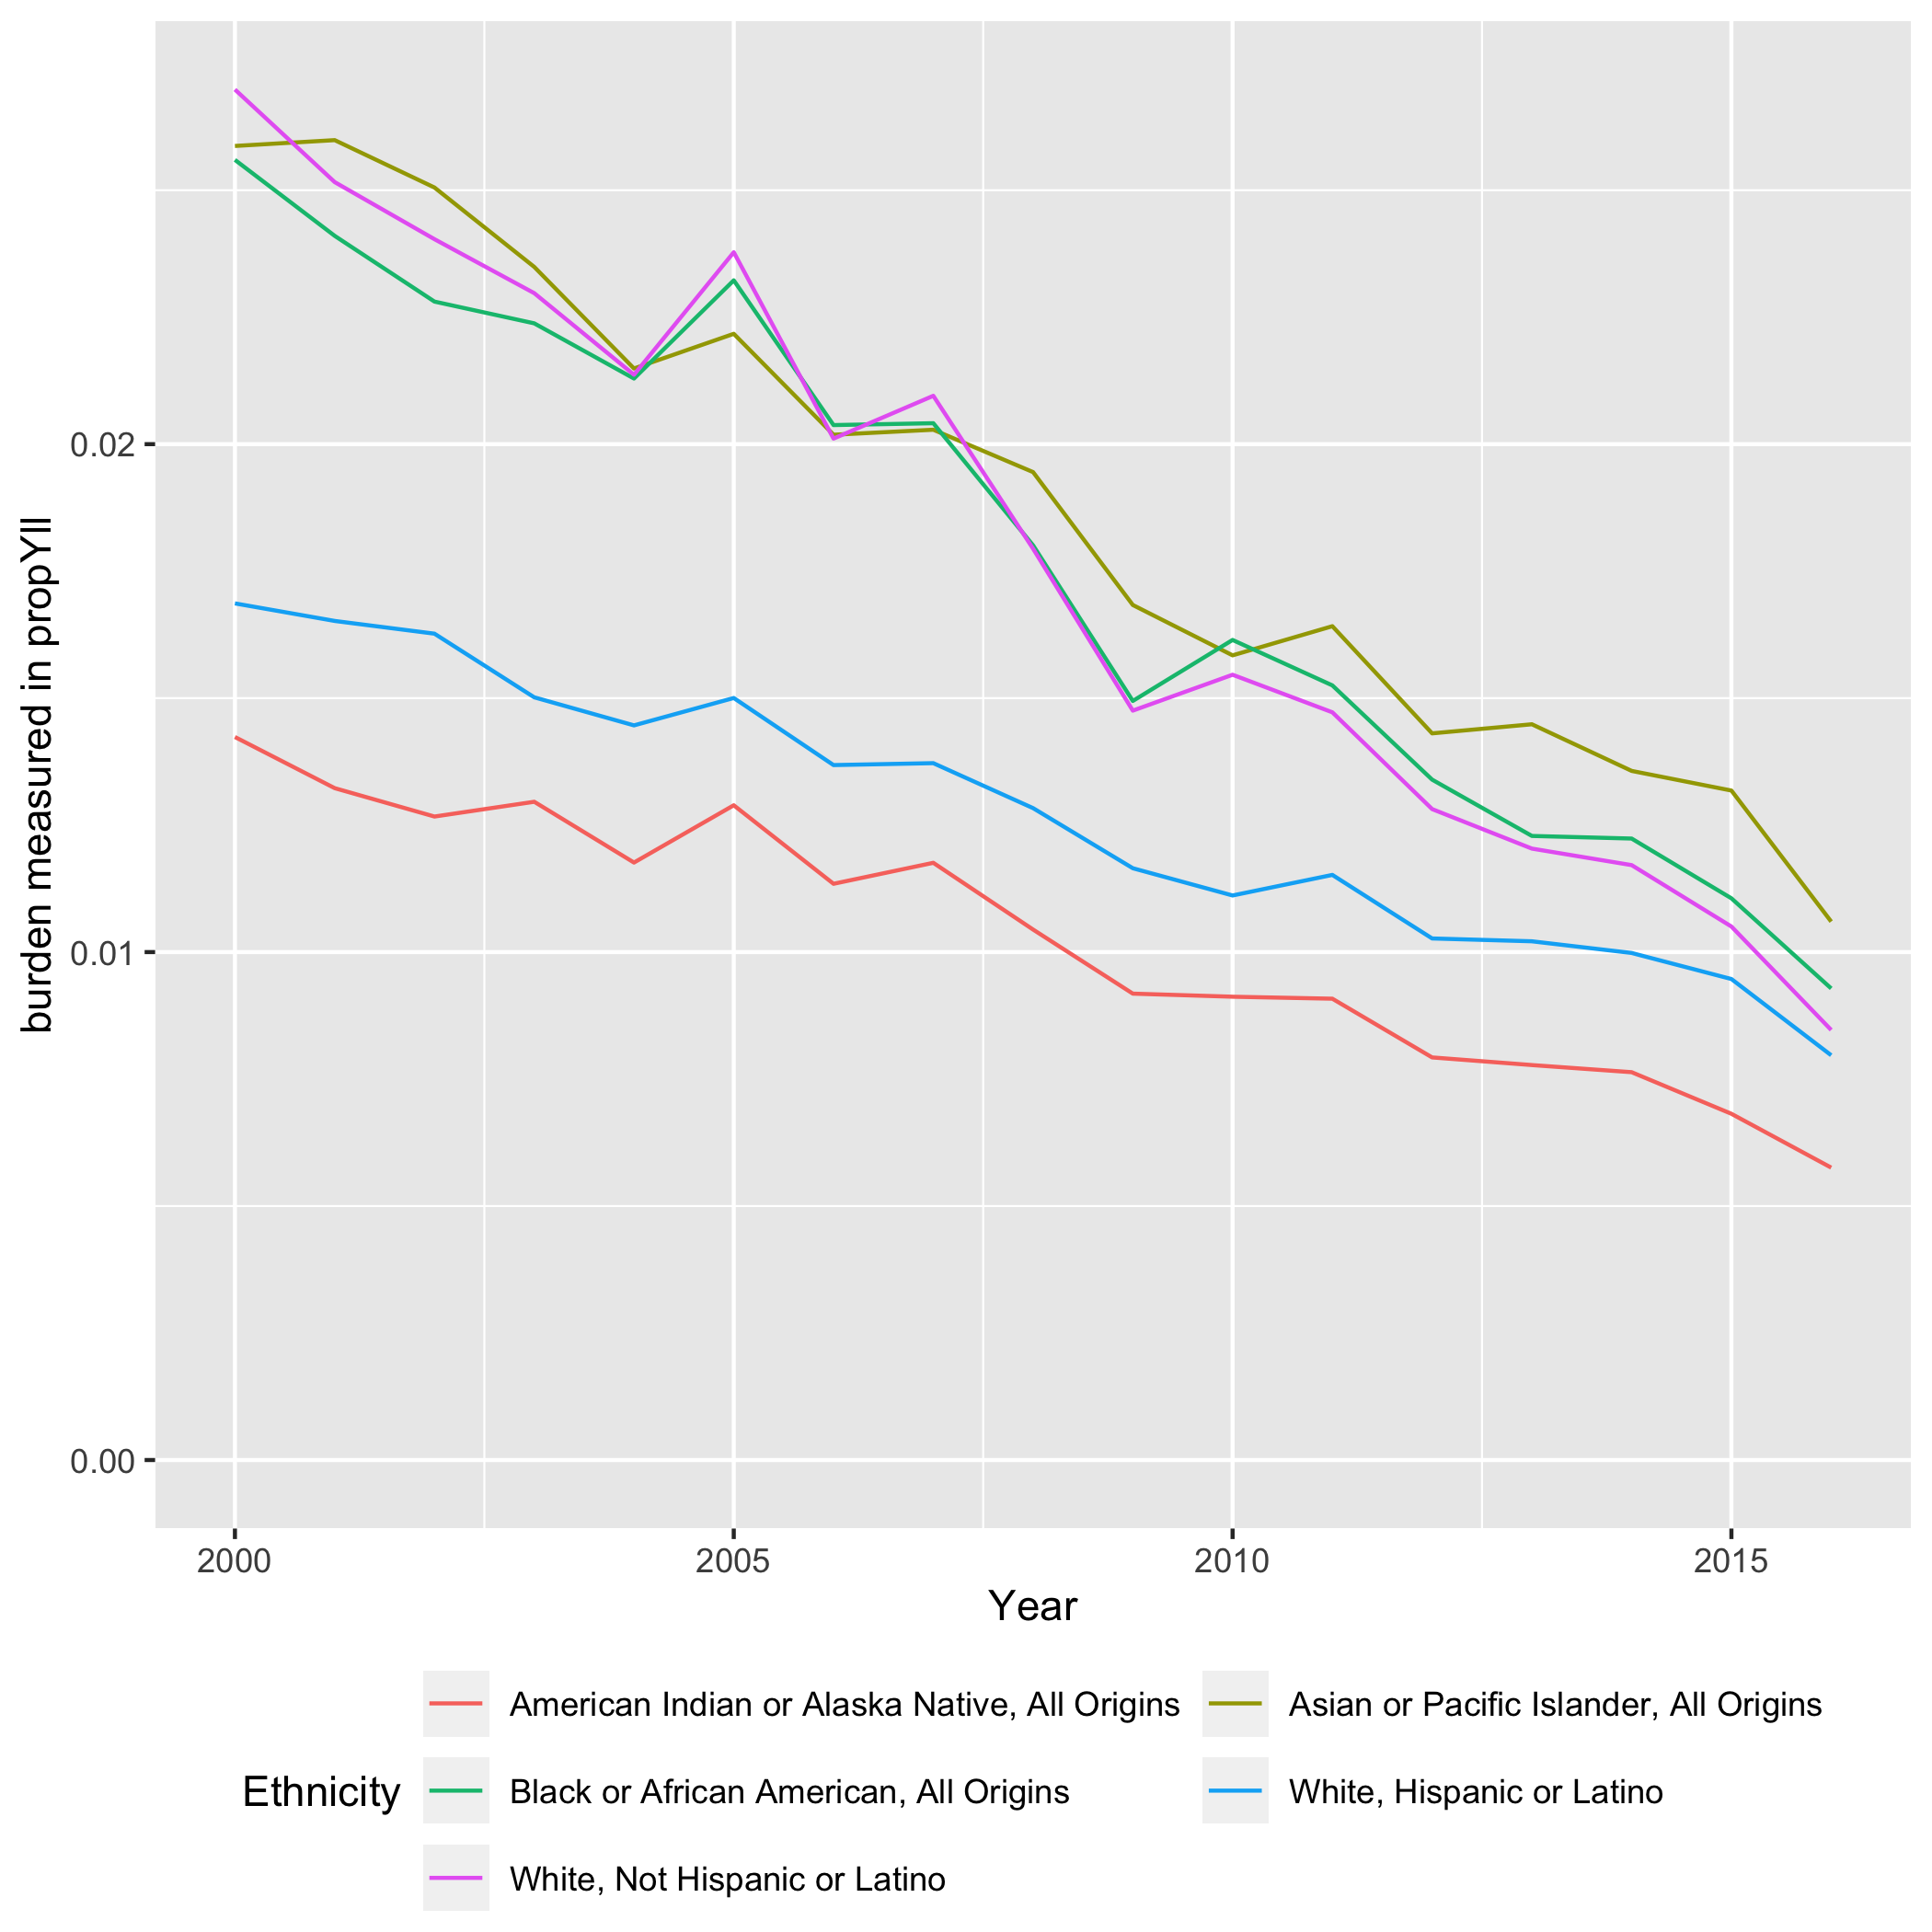 burden measured in propYll
0.02
0.01
0.00
2000 2005 2010 2015
Year
Ethnicity
American Indian or Alaska Native, All Origins
Asian or Pacific Islander, All Origins
Black or African American, All Origins
White, Hispanic or Latino
White, Not Hispanic or Latino